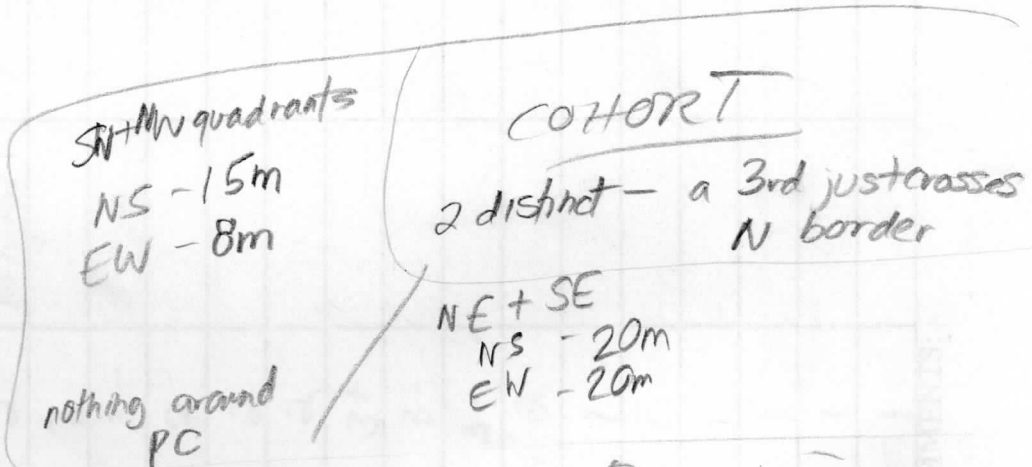 SW+NW quadrants
NS - 15m
EW - 8m
nothing around
PC
COHORT
2 distinct - a 3rd just crosses
N border
NE + SE
NS - 20m
EW - 20m